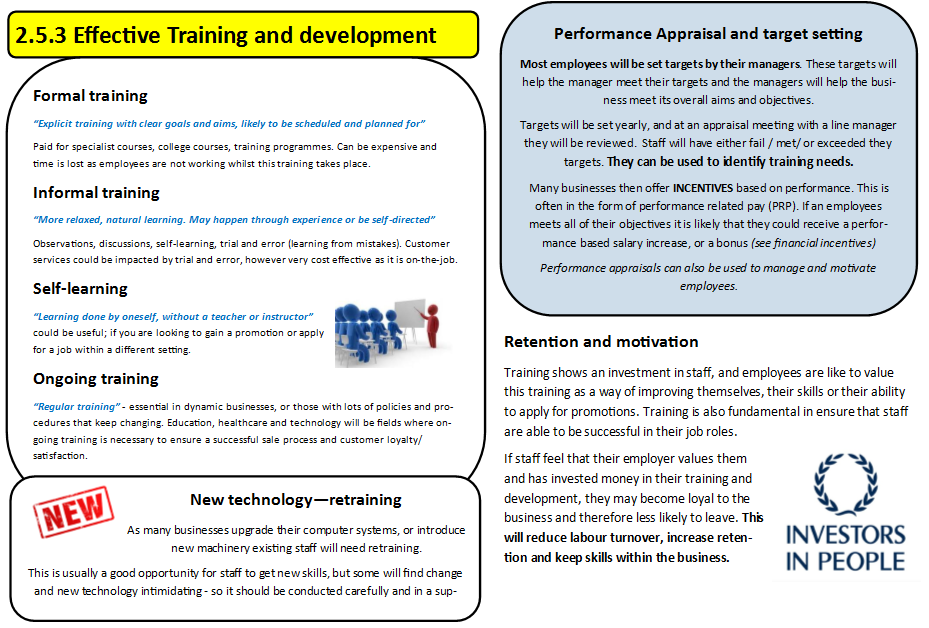 2.5.3 Effective Training and development
Formal training
“Explicit training with clear goals and aims, likely to be scheduled and planned for”
Paid for specialist courses, college courses, training programmes. Can be expensive and
time is lost as employees are not working whilst this training takes place.
Informal training
“More relaxed, natural learning. May happen through experience or be self-directed”
Observations, discussions, self-learning, trial and error (learning from mistakes). Customer
services could be impacted by trial and error, however very cost effective as it is on-the-job.
Self-learning
“Learning done by oneself, without a teacher or instructor”
could be useful; if you are looking to gain a promotion or apply
for a job within a different setting.
Ongoing training
“Regular training” - essential in dynamic businesses, or those with lots of policies and pro-
cedures that keep changing. Education, healthcare and technology will be fields where on-
going training is necessary to ensure a successful sale process and customer loyalty/
satisfaction.
NEW
New technology—retraining
As many businesses upgrade their computer systems, or introduce
new machinery existing staff will need retraining.
This is usually a good opportunity for staff to get new skills, but some will find change
and new technology intimidating - so it should be conducted carefully and in a sup-
Performance Appraisal and target setting
Most employees will be set targets by their managers. These targets will
help the manager meet their targets and the managers will help the busi-
ness meet its overall aims and objectives.
Targets will be set yearly, and at an appraisal meeting with a line manager
they will be reviewed. Staff will have either fail / met/ or exceeded they
targets. They can be used to identify training needs.
Many businesses then offer INCENTIVES based on performance. This is
often in the form of performance related pay (PRP). If an employees
meets all of their objectives it is likely that they could receive a perfor-
mance based salary increase, or a bonus (see financial incentives)
Performance appraisals can also be used to manage and motivate
employees.
Retention and motivation
Training shows an investment in staff, and employees are like to value
this training as a way of improving themselves, their skills or their ability
to apply for promotions. Training is also fundamental in ensure that staff
are able to be successful in their job roles.
If staff feel that their employer values them
and has invested money in their training and
development, they may become loyal to the
business and therefore less likely to leave. This
will reduce labour turnover, increase reten-
tion and keep skills within the business.
INVESTORS
IN PEOPLE